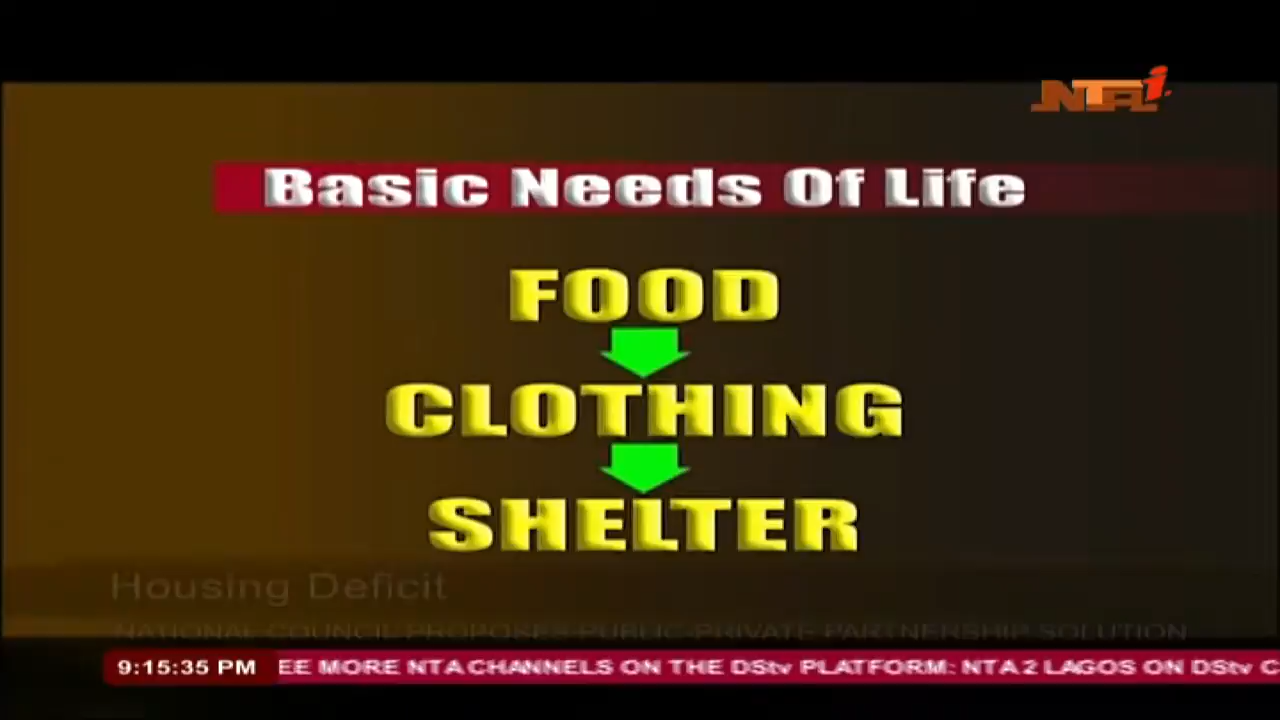 NTAi.
Basic Needs Of Life
FOOD
CLOTHING
SHELTER
Housing Deficit
NATIONAL COUNCIL PROPOSES PUBLIC-PRIVATE PARTNERSHIP SOLUTION
9:15:35 PM EE MORE NTA CHANNELS ON THE DStv PLATFORM: NTA 2 LAGOS ON DStv C